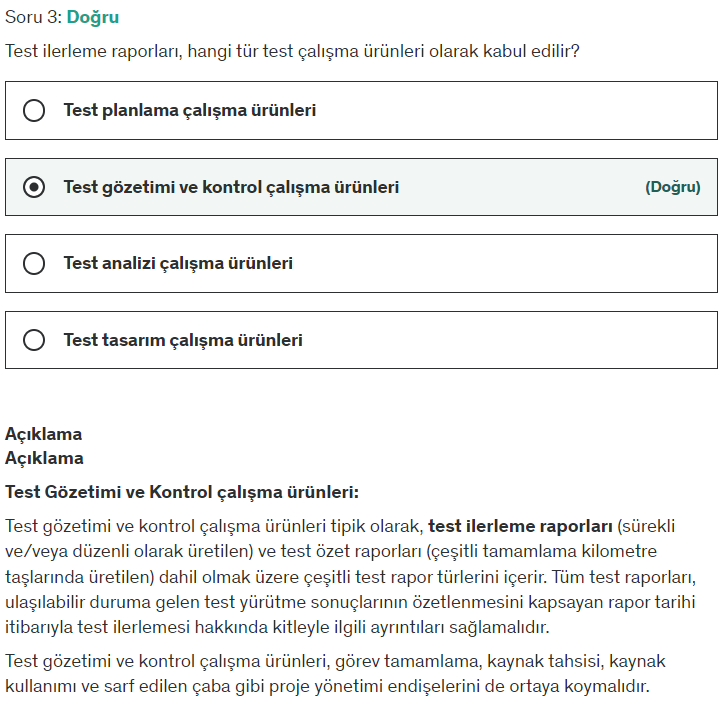 Soru 3: Doğru
Test ilerleme raporları, hangi tür test çalışma ürünleri olarak kabul edilir?
Test planlama çalışma ürünleri
Test gözetimi ve kontrol çalışma ürünleri (Doğru)
Test analizi çalışma ürünleri
Test tasarım çalışma ürünleri
Açıklama
Açıklama
Test Gözetimi ve Kontrol çalışma ürünleri:
Test gözetimi ve kontrol çalışma ürünleri tipik olarak, test ilerleme raporları (sürekli
ve/veya düzenli olarak üretilen) ve test özet raporları (çeşitli tamamlama kilometre
taşlarında üretilen) dahil olmak üzere çeşitli test rapor türlerini içerir. Tüm test raporları,
ulaşılabilir duruma gelen test yürütme sonuçlarının özetlenmesini kapsayan rapor tarihi
itibarıyla test ilerlemesi hakkında kitleyle ilgili ayrıntıları sağlamalıdır.
Test gözetimi ve kontrol çalışma ürünleri, görev tamamlama, kaynak tahsisi, kaynak
kullanımı ve sarf edilen çaba gibi proje yönetimi endişelerini de ortaya koymalıdır.